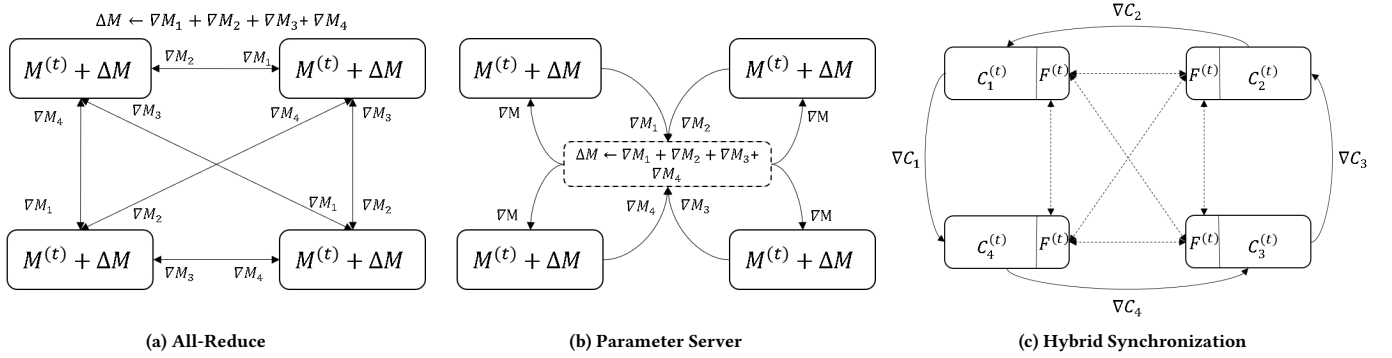 ΔM ← ∇M₁ + ∇M₂ + ∇M₃+ ∇M₄
M⁽ᵗ⁾ + ΔM
∇M₂
∇M₁
M⁽ᵗ⁾ + ΔM
∇M₄
∇M₃
∇M₄
∇M₃
∇M₁
∇M₂
∇M₁
∇M₂
M⁽ᵗ⁾ + ΔM
∇M₃
∇M₄
M⁽ᵗ⁾ + ΔM
(a) All-Reduce
M⁽ᵗ⁾ + ΔM
M⁽ᵗ⁾ + ΔM
∇M
∇M₁
∇M₂
∇M
ΔM ← ∇M₁ + ∇M₂ + ∇M₃+
∇M₄
∇M
∇M₄
∇M₃
∇M
M⁽ᵗ⁾ + ΔM
M⁽ᵗ⁾ + ΔM
(b) Parameter Server
∇C₂
C₁⁽ᵗ⁾
F⁽ᵗ⁾
F⁽ᵗ⁾
C₂⁽ᵗ⁾
∇C₁
∇C₃
C₄⁽ᵗ⁾
F⁽ᵗ⁾
F⁽ᵗ⁾
C₃⁽ᵗ⁾
∇C₄
(c) Hybrid Synchronization